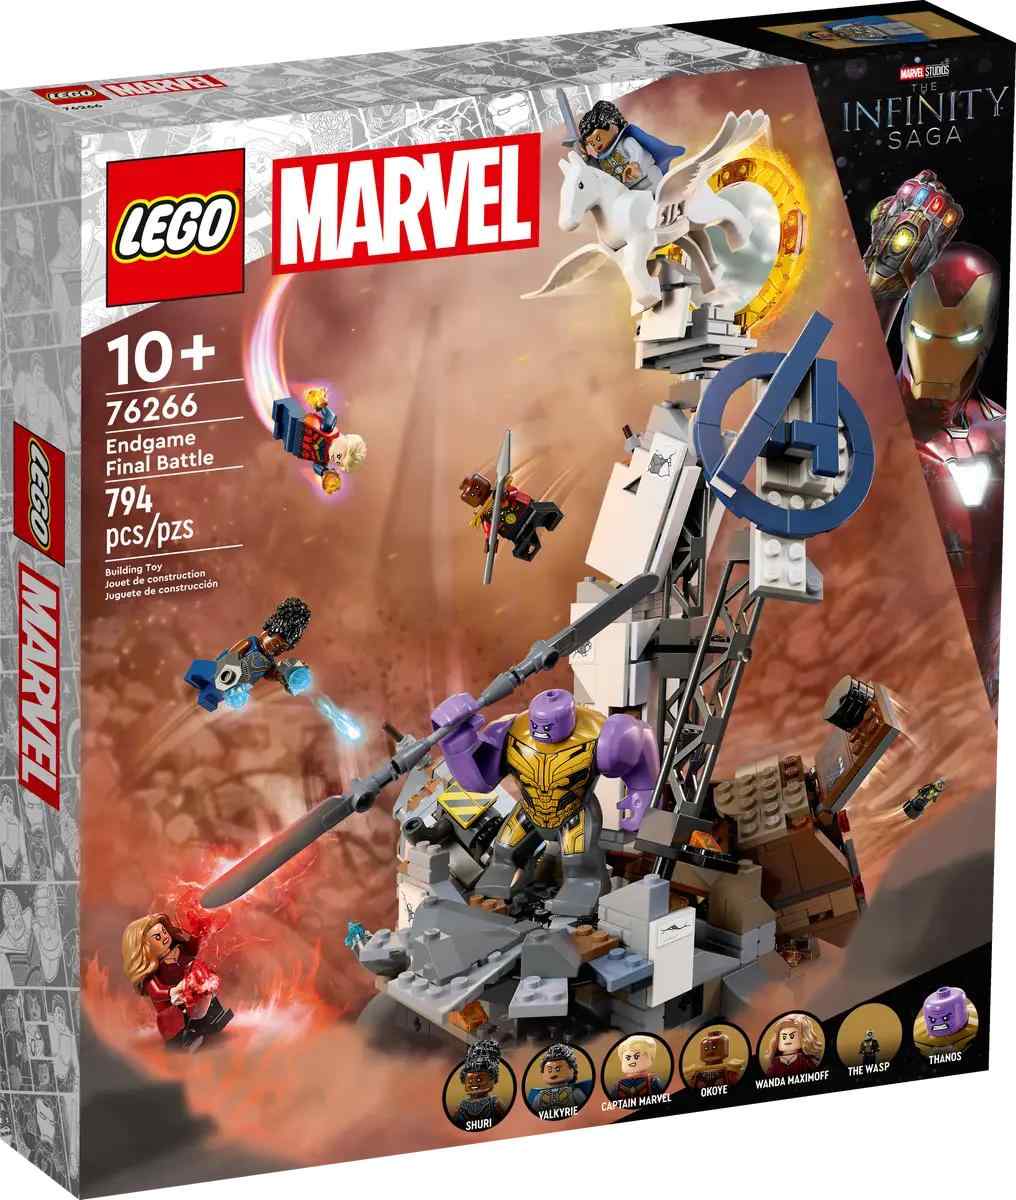 LEGO MARVEL
76266
MARVEL STUDIOS
THE
INFINITY
SAGA
LEGO MARVEL
10+
76266
Endgame
Final Battle
794
pcs/pzs
Building Toy
Jouet de construction
Juguete de construcción
LEGO MARVEL
SHURI
VALKYRIE
CAPTAIN MARVEL
OKOYE
WANDA MAXIMOFF
THE WASP
THANOS